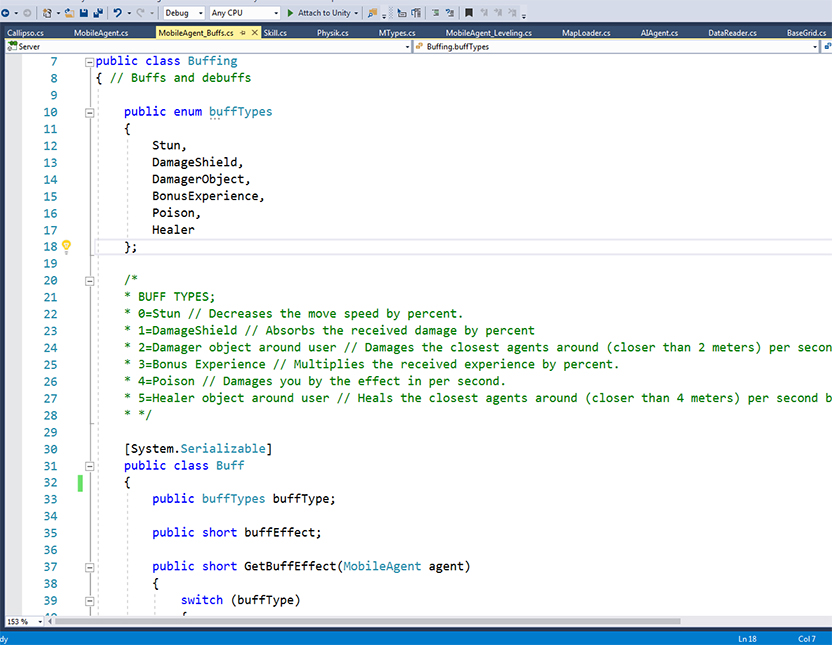 Debug Any CPU Attach to Unity
Callipso.cs MobileAgent.cs MobileAgent_Buffs.cs Skill.cs Physik.cs MTypes.cs MobileAgent_Leveling.cs MapLoader.cs AIAgent.cs DataReader.cs BaseGrid.cs
Server Buffing.buffTypes
7 public class Buffing
8 { // Buffs and debuffs
9
10 public enum buffTypes
11 {
12 Stun,
13 DamageShield,
14 DamagerObject,
15 BonusExperience,
16 Poison,
17 Healer
18 };
19
20 /*
21 * BUFF TYPES;
22 * 0=Stun // Decreases the move speed by percent.
23 * 1=DamageShield // Absorbs the received damage by percent
24 * 2=Damager object around user // Damages the closest agents around (closer than 2 meters) per secon
25 * 3=Bonus Experience // Multiplies the received experience by percent.
26 * 4=Poison // Damages you by the effect in per second.
27 * 5=Healer object around user // Heals the closest agents around (closer than 4 meters) per second b
28 * */
29
30 [System.Serializable]
31 public class Buff
32 {
33 public buffTypes buffType;
34
35 public short buffEffect;
36
37 public short GetBuffEffect(MobileAgent agent)
38 {
39 switch (buffType)
153 %
dy Ln 18 Col 7